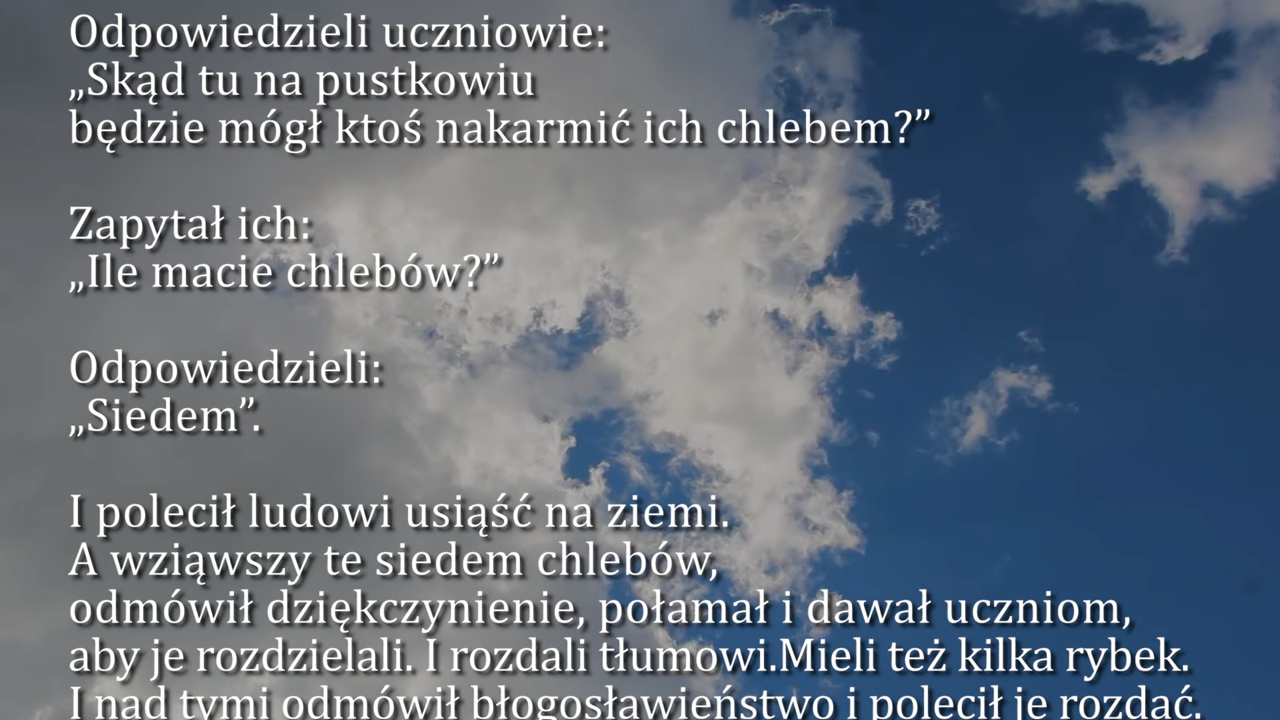 Odpowiedzieli uczniowie:
„Skąd tu na pustkowiu
będzie mógł ktoś nakarmić ich chlebem?”
Zapytał ich:
„Ile macie chlebów?”
Odpowiedzieli:
„Siedem”.
I polecił ludowi usiąść na ziemi.
A wziąwszy te siedem chlebów,
odmówił dziękczynienie, połamał i dawał uczniom,
aby je rozdzielali. I rozdali tłumowi.Mieli też kilka rybek.
I nad tymi odmówił błogosławieństwo i polecił je rozdać.